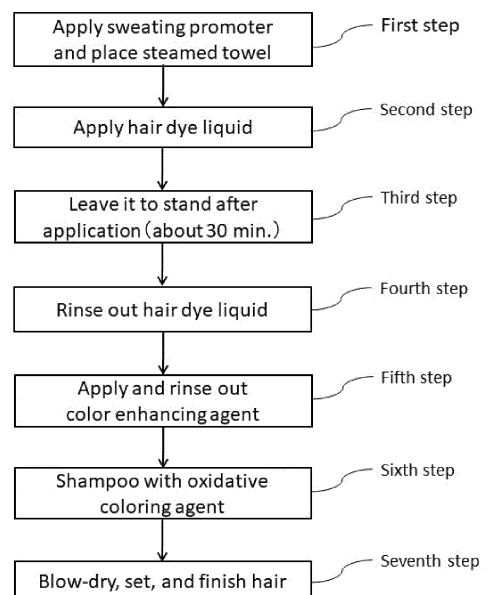 Apply sweating promoter
and place steamed towel
First step
Apply hair dye liquid
Second step
Leave it to stand after
application（about 30 min.）
Third step
Rinse out hair dye liquid
Fourth step
Apply and rinse out
color enhancing agent
Fifth step
Shampoo with oxidative
coloring agent
Sixth step
Blow-dry, set, and finish hair
Seventh step